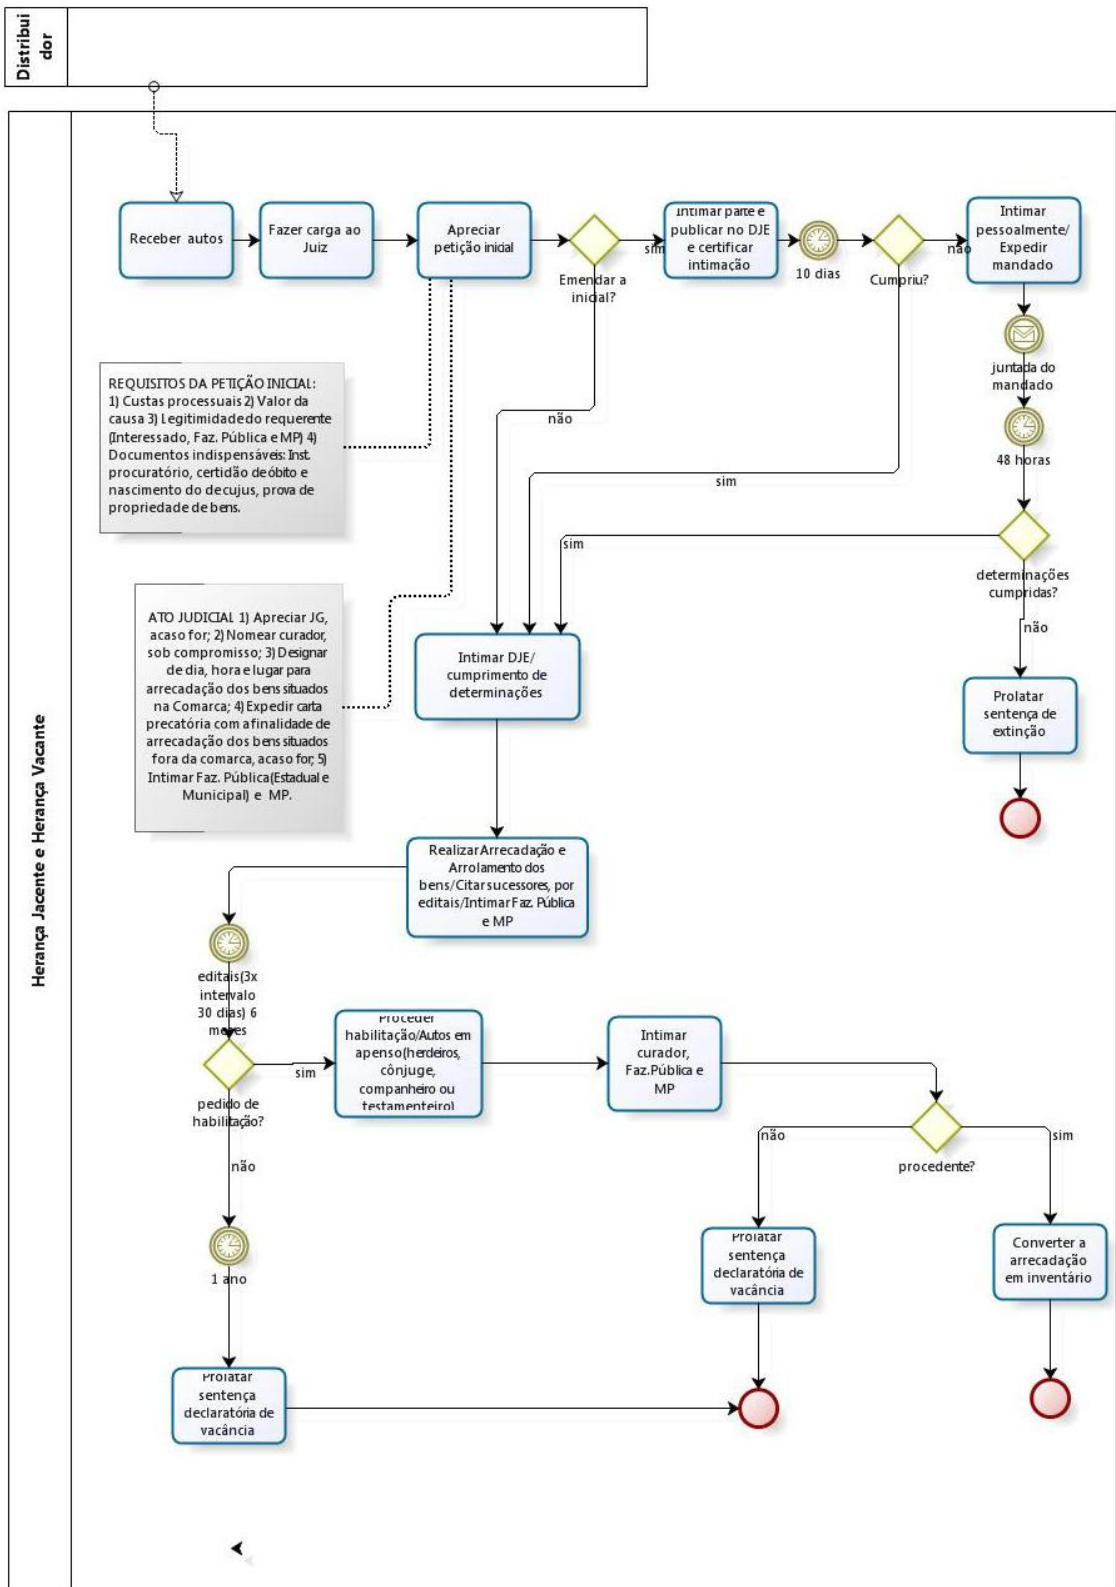 Distribui
dor
Herança Jacente e Herança Vacante
Receber autos
Fazer carga ao
Juiz
Apreciar
petição inicial
Emendar a
inicial?
sim
não
Intimar parte e
publicar no DJE
e certificar
intimação
10 dias
Cumpriu?
não
sim
Intimar
pessoalmente/
Expedir
mandado
juntada do
mandado
48 horas
determinações
cumpridas?
sim
não
Prolatar
sentença de
extinção
REQUISITOS DA PETIÇÃO INICIAL:
1) Custas processuais 2) Valor da
causa 3) Legitimidade do requerente
(Interessado, Faz. Pública e MP) 4)
Documentos indispensáveis: Inst.
procuratório, certidão de óbito e
nascimento do decujus, prova de
propriedade de bens.
ATO JUDICIAL 1) Apreciar JG,
acaso for; 2) Nomear curador,
sob compromisso; 3) Designar
de dia, hora e lugar para
arrecadação dos bens situados
na Comarca; 4) Expedir carta
precatória com a finalidade de
arrecadação dos bens situados
fora da comarca, acaso for; 5)
Intimar Faz. Pública(Estadual e
Municipal) e MP.
Intimar DJE/
cumprimento de
determinações
Realizar Arrecadação e
Arrolamento dos
bens/Citar sucessores, por
editais/Intimar Faz. Pública
e MP
editais(3x
intervalo
30 dias) 6
meses
pedido de
habilitação?
sim
não
Proceder
habilitação/Autos em
apenso(herdeiros,
cônjuge,
companheiro ou
testamenteiro)
Intimar
curador,
Faz.Pública e
MP
procedente?
não
sim
Prolatar
sentença
declaratória de
vacância
Converter a
arrecadação
em inventário
1 ano
Prolatar
sentença
declaratória de
vacância